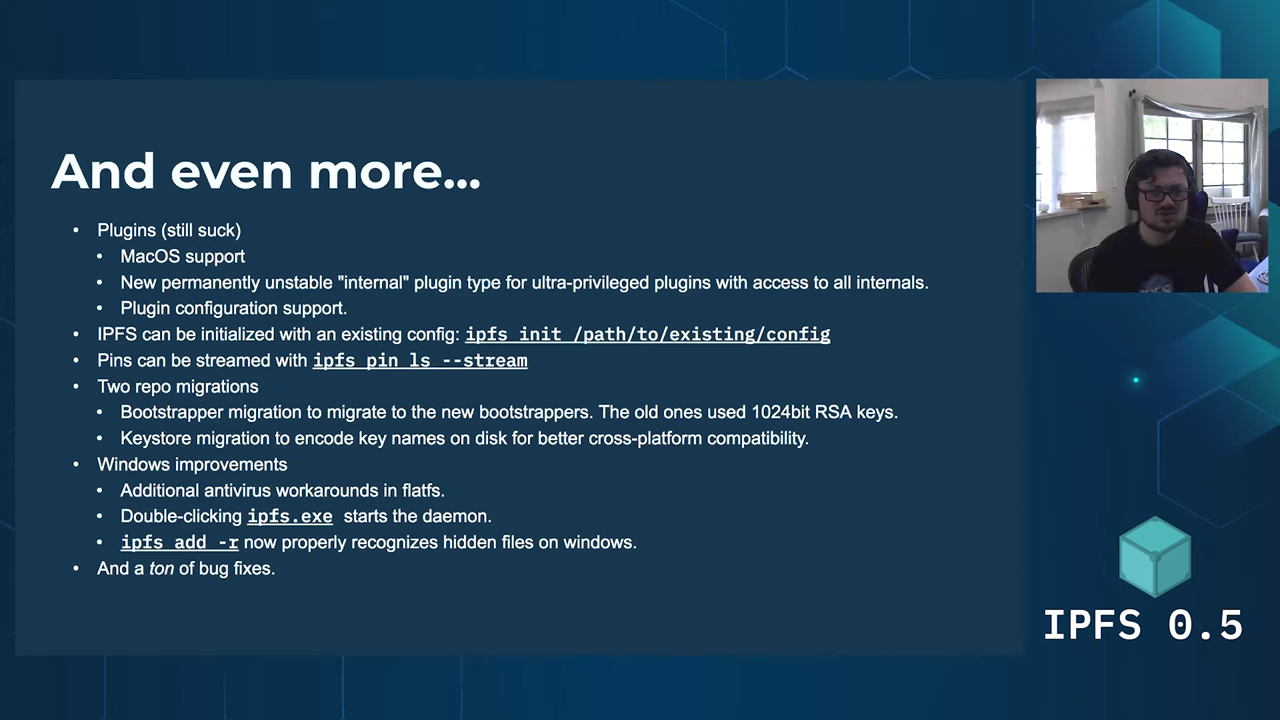 And even more...
• Plugins (still suck)
• MacOS support
• New permanently unstable "internal" plugin type for ultra-privileged plugins with access to all internals.
• Plugin configuration support.
• IPFS can be initialized with an existing config: ipfs init /path/to/existing/config
• Pins can be streamed with ipfs pin ls --stream
• Two repo migrations
• Bootstrapper migration to migrate to the new bootstrappers. The old ones used 1024bit RSA keys.
• Keystore migration to encode key names on disk for better cross-platform compatibility.
• Windows improvements
• Additional antivirus workarounds in flatfs.
• Double-clicking ipfs.exe starts the daemon.
• ipfs add -r now properly recognizes hidden files on windows.
• And a ton of bug fixes.
IPFS
IPFS 0.5